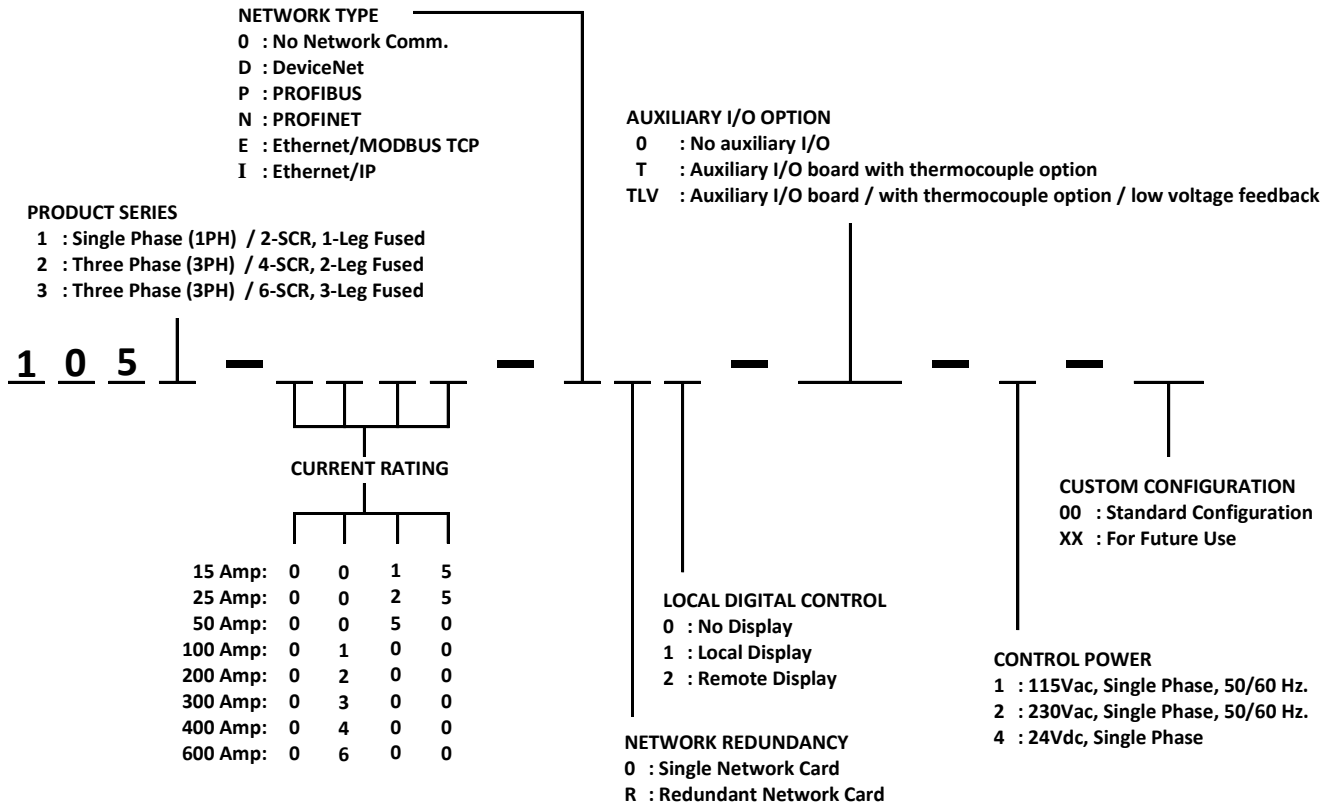 NETWORK TYPE
0 : No Network Comm.
D : DeviceNet
P : PROFIBUS
N : PROFINET
E : Ethernet/MODBUS TCP
I : Ethernet/IP
AUXILIARY I/O OPTION
0 : No auxiliary I/O
T : Auxiliary I/O board with thermocouple option
TLV : Auxiliary I/O board / with thermocouple option / low voltage feedback
PRODUCT SERIES
1 : Single Phase (1PH) / 2-SCR, 1-Leg Fused
2 : Three Phase (3PH) / 4-SCR, 2-Leg Fused
3 : Three Phase (3PH) / 6-SCR, 3-Leg Fused
1 0 5 - - - - -
CURRENT RATING
15 Amp: 0 0 1 5
25 Amp: 0 0 2 5
50 Amp: 0 0 5 0
100 Amp: 0 1 0 0
200 Amp: 0 2 0 0
300 Amp: 0 3 0 0
400 Amp: 0 4 0 0
600 Amp: 0 6 0 0
LOCAL DIGITAL CONTROL
0 : No Display
1 : Local Display
2 : Remote Display
NETWORK REDUNDANCY
0 : Single Network Card
R : Redundant Network Card
CUSTOM CONFIGURATION
00 : Standard Configuration
XX : For Future Use
CONTROL POWER
1 : 115Vac, Single Phase, 50/60 Hz.
2 : 230Vac, Single Phase, 50/60 Hz.
4 : 24Vdc, Single Phase